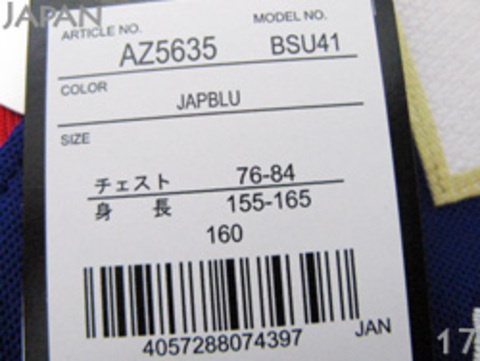 JAPAN
ARTICLE NO. MODEL NO.
AZ5635 BSU41
COLOR
JAPBLU
SIZE
チェスト 76-84
身 長 155-165
160
4057288074397 JAN
17